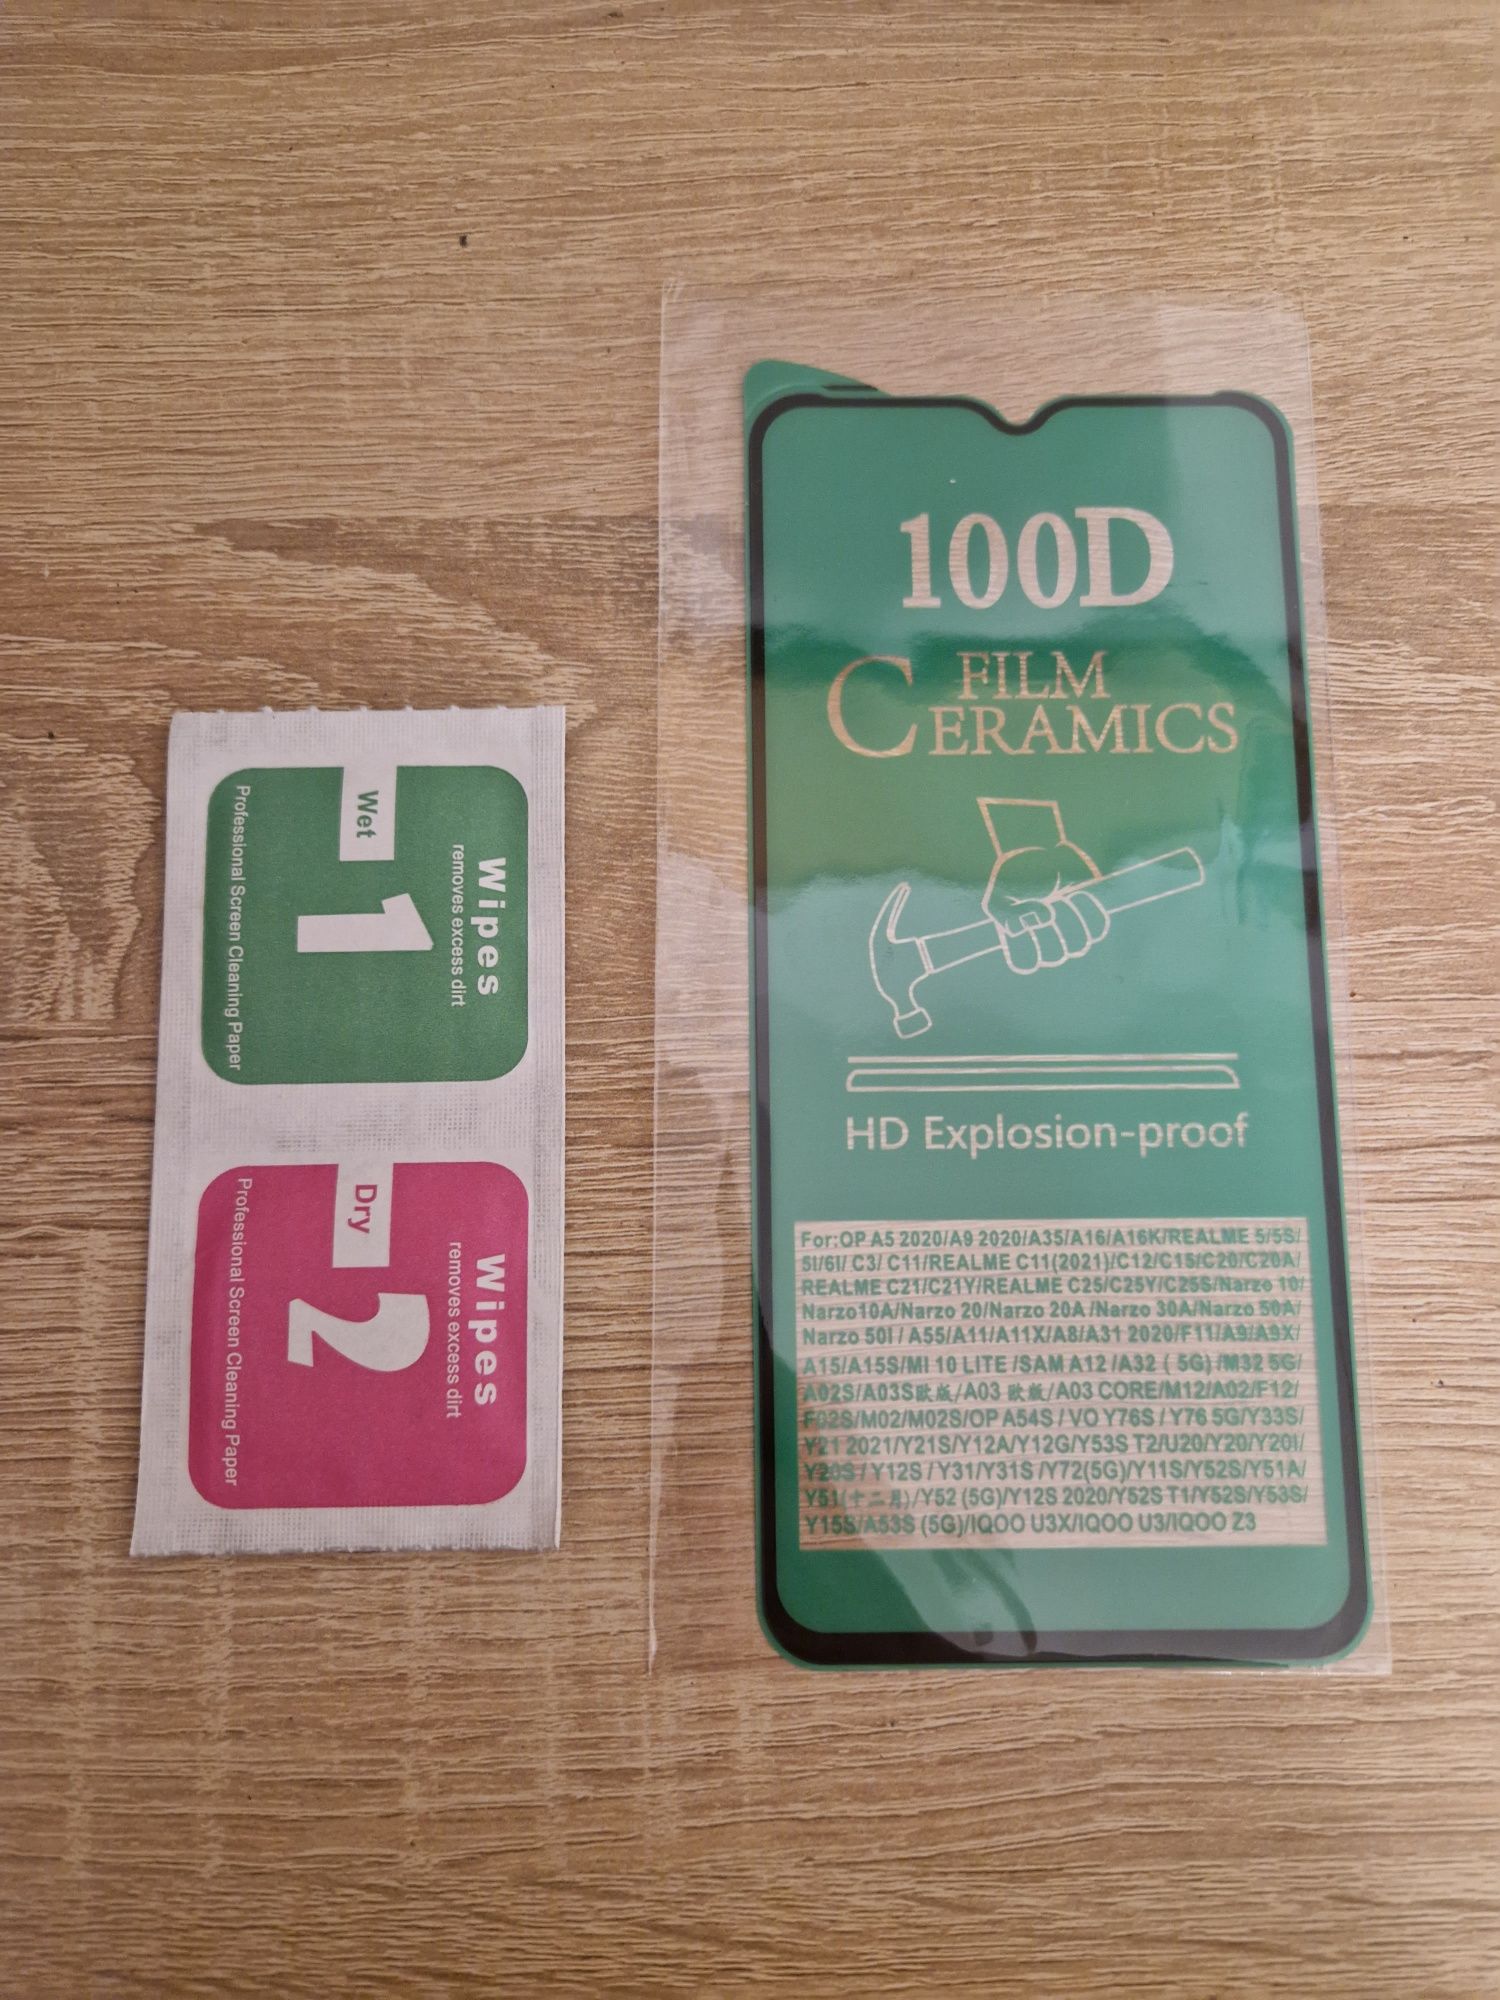 Wipes
removes excess dirt
Wet
1
Professional Screen Cleaning Paper
Wipes
removes excess dirt
Dry
2
Professional Screen Cleaning Paper
100D
FILM
CERAMICS
HD Explosion-proof
For:OP A5 2020/A9 2020/A35/A16/A16K/REALME 5/5S/
5I/6I/ C3/ C11/REALME C11(2021)/C12/C15/C20/C20A/
REALME C21/C21Y/REALME C25/C25Y/C25S/Narzo 10/
Narzo10A/Narzo 20/Narzo 20A /Narzo 30A/Narzo 50A/
Narzo 50I / A55/A11/A11X/A8/A31 2020/F11/A9/A9X/
A15/A15S/MI 10 LITE /SAM A12 /A32 ( 5G) /M32 5G/
A02S/A03S欧版/A03 欧版/A03 CORE/M12/A02/F12/
F02S/M02/M02S/OP A54S / VO Y76S / Y76 5G/Y33S/
Y21 2021/Y21S/Y12A/Y12G/Y53S T2/U20/Y20/Y20I/
Y20S / Y12S / Y31/Y31S /Y72(5G)/Y11S/Y52S/Y51A/
Y51(十二月)/Y52 (5G)/Y12S 2020/Y52S T1/Y52S/Y53S/
Y15S/A53S (5G)/IQOO U3X/IQOO U3/IQOO Z3